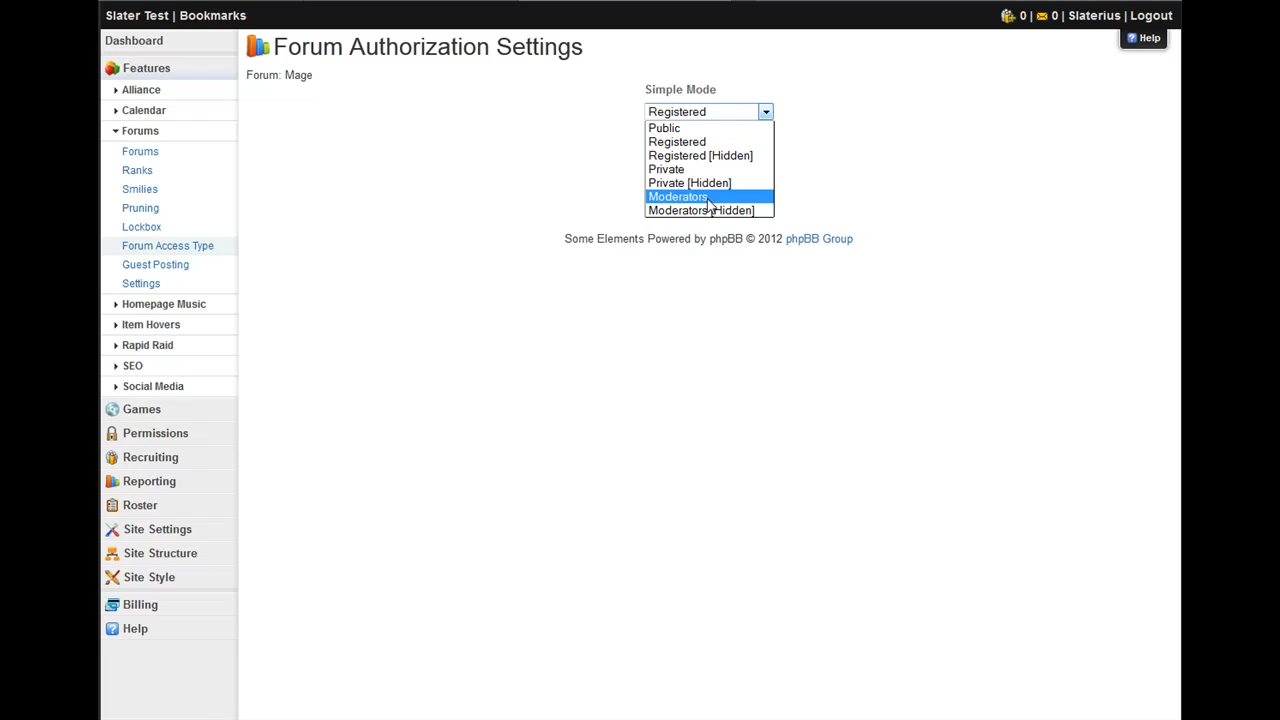 Slater Test | Bookmarks
0 | 0 | Slaterius | Logout
Dashboard
Help
Forum Authorization Settings
Features
Forum: Mage
Alliance
Calendar
Forums
Forums
Ranks
Smilies
Pruning
Lockbox
Forum Access Type
Guest Posting
Settings
Homepage Music
Item Hovers
Rapid Raid
SEO
Social Media
Games
Permissions
Recruiting
Reporting
Roster
Site Settings
Site Structure
Site Style
Billing
Help
Simple Mode
Registered
Public
Registered
Registered [Hidden]
Private
Private [Hidden]
Moderators
Moderators [Hidden]
Some Elements Powered by phpBB © 2012 phpBB Group